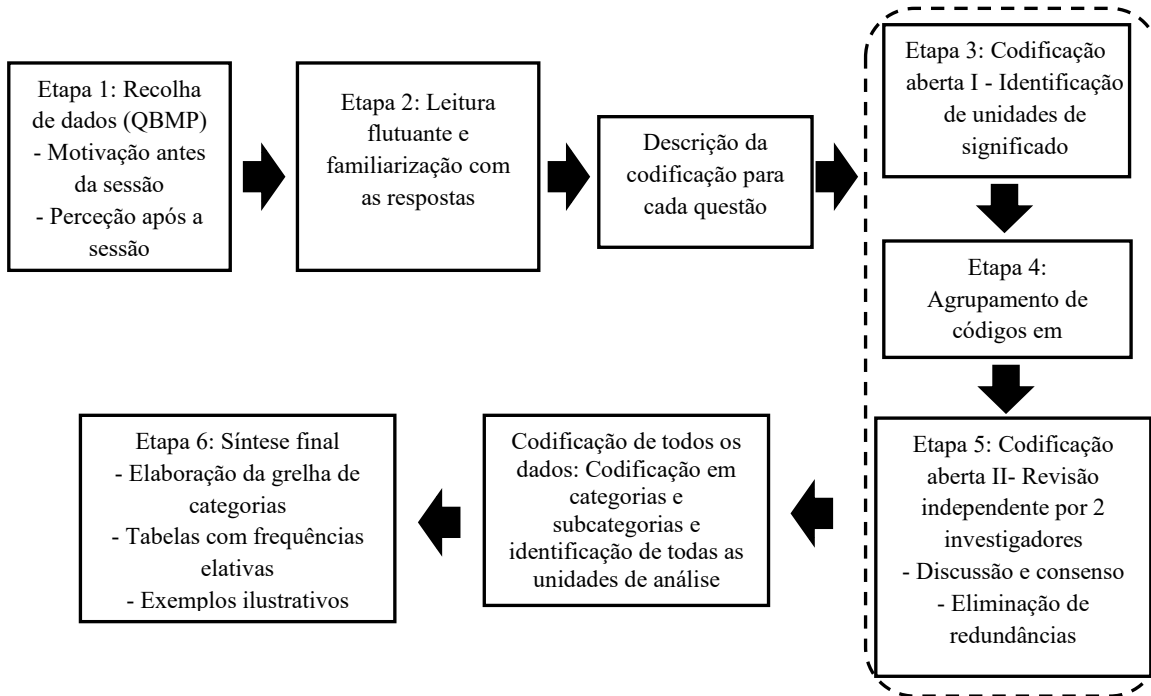 Etapa 1: Recolha
de dados (QBMP)
- Motivação antes
da sessão
- Perceção após a
sessão
Etapa 2: Leitura
flutuante e
familiarização com
as respostas
Descrição da
codificação para
cada questão
Etapa 3: Codificação
aberta I - Identificação
de unidades de
significado
Etapa 4:
Agrupamento de
códigos em
Etapa 5: Codificação
aberta II- Revisão
independente por 2
investigadores
- Discussão e consenso
- Eliminação de
redundâncias
Codificação de todos os
dados: Codificação em
categorias e
subcategorias e
identificação de todas as
unidades de análise
Etapa 6: Síntese final
- Elaboração da grelha de
categorias
- Tabelas com frequências
elativas
- Exemplos ilustrativos